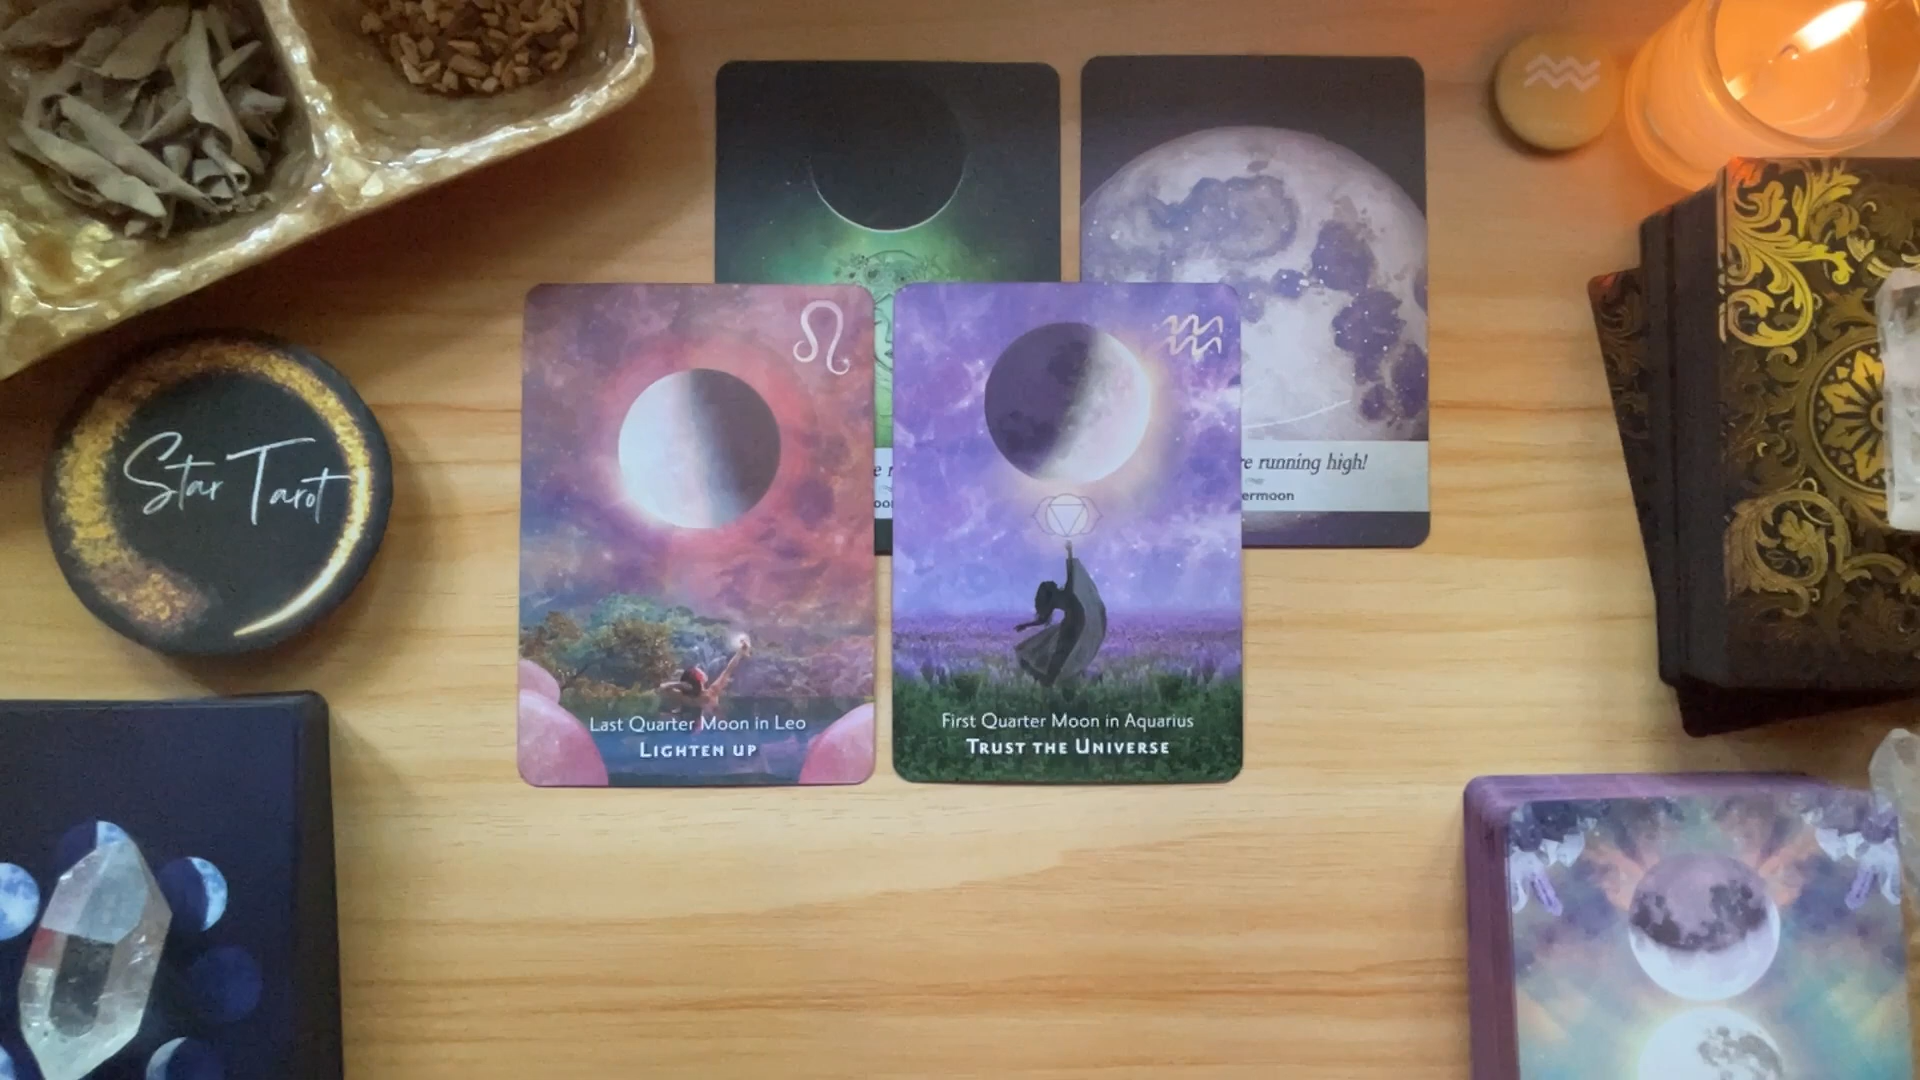 Star Tarot
re running high!
ermoon
Last Quarter Moon in Leo
LIGHTEN UP
First Quarter Moon in Aquarius
TRUST THE UNIVERSE